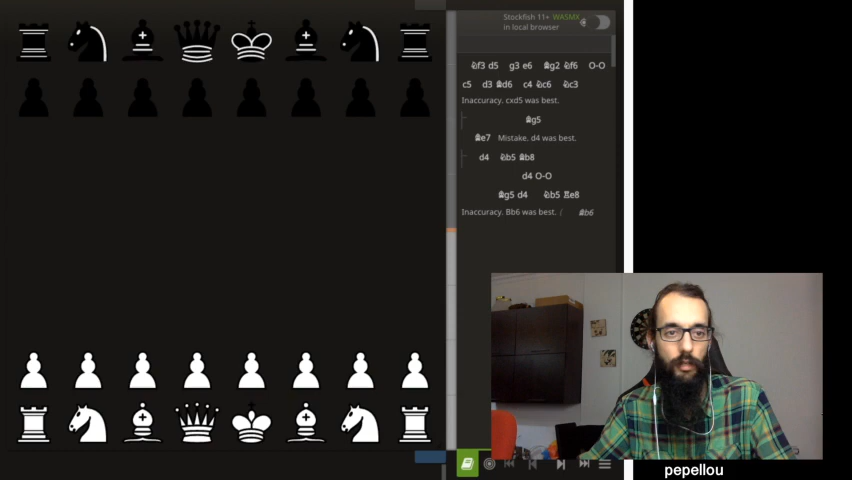 Stockfish 11+ WASMX
in local browser
♘f3 d5 g3 e6 ♗g2 ♘f6 O-O
c5 d3 ♗d6 c4 ♘c6 ♘c3
Inaccuracy. cxd5 was best.
♗g5
♗e7 Mistake. d4 was best.
d4 ♘b5 ♗b8
d4 O-O
♗g5 d4 ♘b5 ♖e8
Inaccuracy. Bb6 was best. ♗b6
pepellou